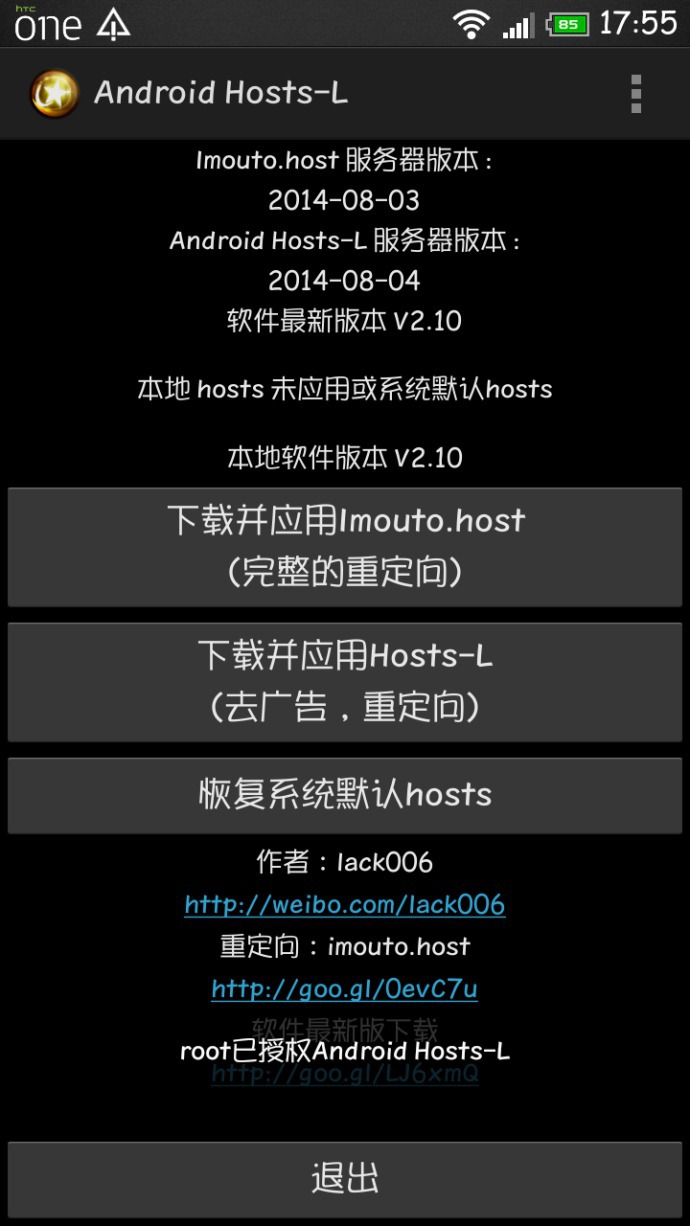 htc
one
85
17:55
Android Hosts-L
Imouto.host 服务器版本：
2014-08-03
Android Hosts-L 服务器版本：
2014-08-04
软件最新版本 V2.10
本地 hosts 未应用或系统默认hosts
本地软件版本 V2.10
下载并应用Imouto.host
(完整的重定向)
下载并应用Hosts-L
(去广告，重定向)
恢复系统默认hosts
作者：lack006
http://weibo.com/lack006
重定向：imouto.host
http://goo.gl/0evC7u
软件最新版下载
root已授权Android Hosts-L
http://goo.gl/LJ6xmQ
退出